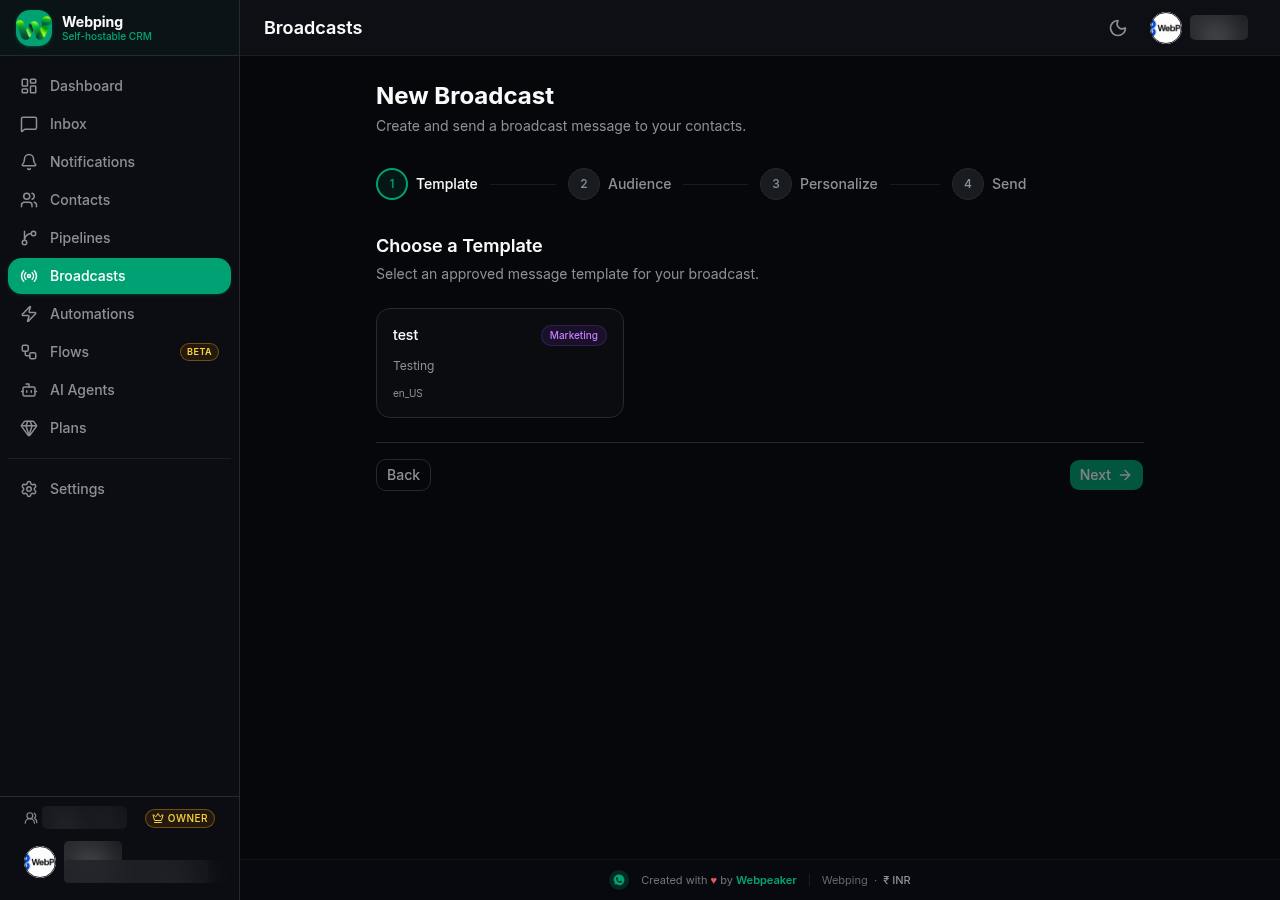 Webping
Self-hostable CRM
Broadcasts
WebP
Dashboard
Inbox
Notifications
Contacts
Pipelines
Broadcasts
Automations
Flows
BETA
AI Agents
Plans
Settings
New Broadcast
Create and send a broadcast message to your contacts.
1 Template
2 Audience
3 Personalize
4 Send
Choose a Template
Select an approved message template for your broadcast.
test
Marketing
Testing
en_US
Back
Next
OWNER
WebP
Created with ♥ by Webpeaker
Webping · ₹ INR